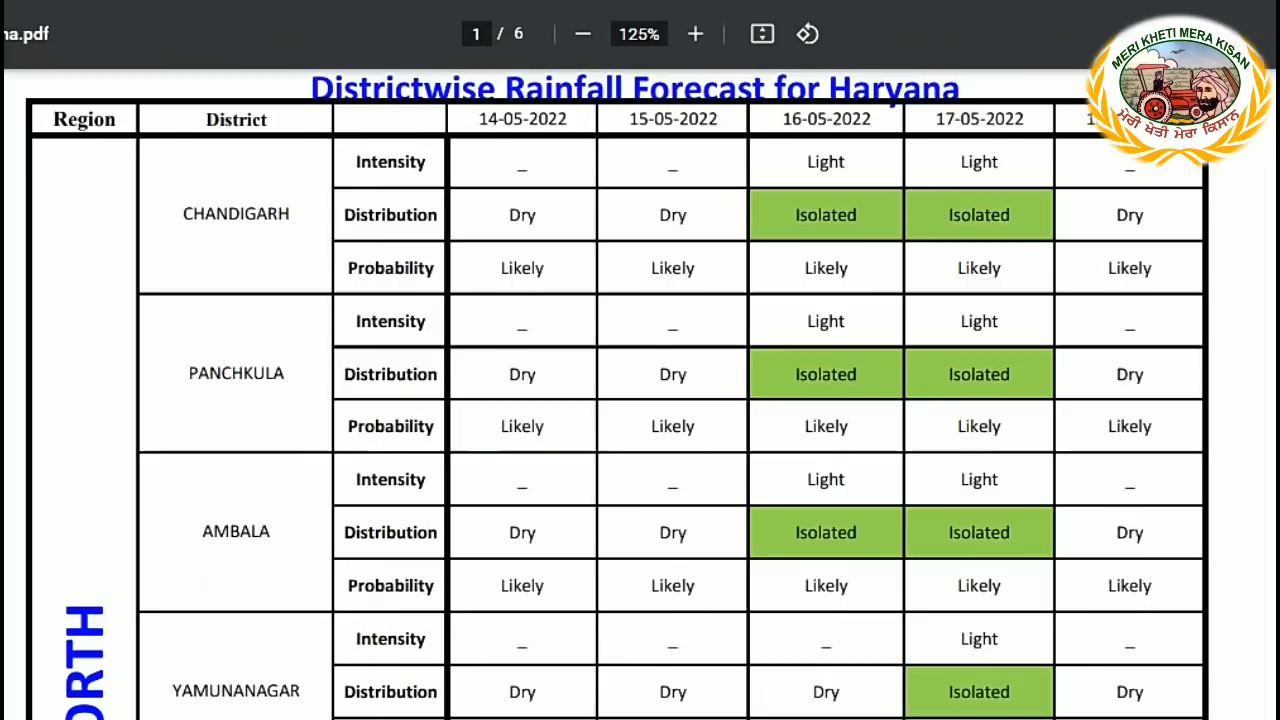 na.pdf
1 / 6 — 125% +
MERI KHETI MERA KISAN
ਮੇਰੀ ਖੇਤੀ ਮੇਰਾ ਕਿਸਾਨ
Districtwise Rainfall Forecast for Haryana
Region District 14-05-2022 15-05-2022 16-05-2022 17-05-2022
CHANDIGARH
Intensity _ _ Light Light _
Distribution Dry Dry Isolated Isolated Dry
Probability Likely Likely Likely Likely Likely
PANCHKULA
Intensity _ _ Light Light _
Distribution Dry Dry Isolated Isolated Dry
Probability Likely Likely Likely Likely Likely
AMBALA
Intensity _ _ Light Light _
Distribution Dry Dry Isolated Isolated Dry
Probability Likely Likely Likely Likely Likely
YAMUNANAGAR
Intensity _ _ _ Light _
Distribution Dry Dry Dry Isolated Dry
ORTH